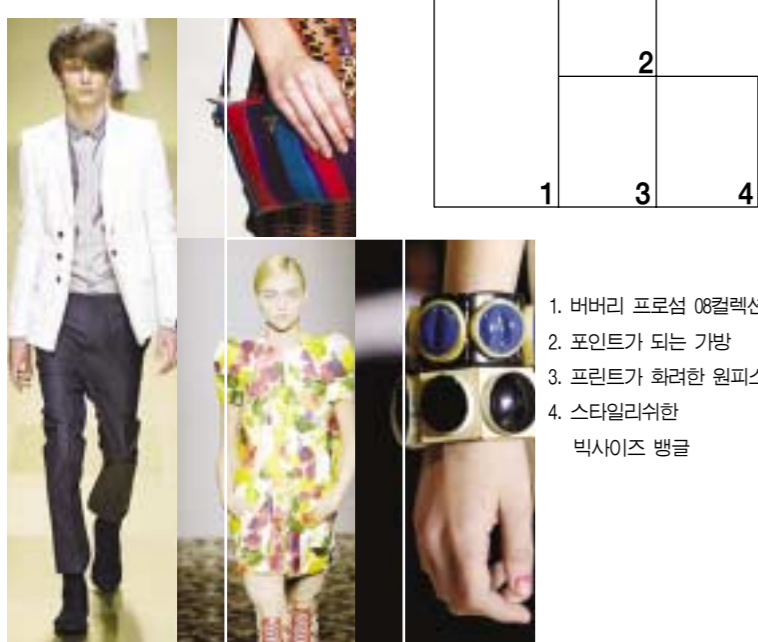 2
1 3 4
1. 버버리 프로섬 08컬렉션
2. 포인트가 되는 가방
3. 프린트가 화려한 원피스
4. 스타일리쉬한
빅사이즈 뱅글